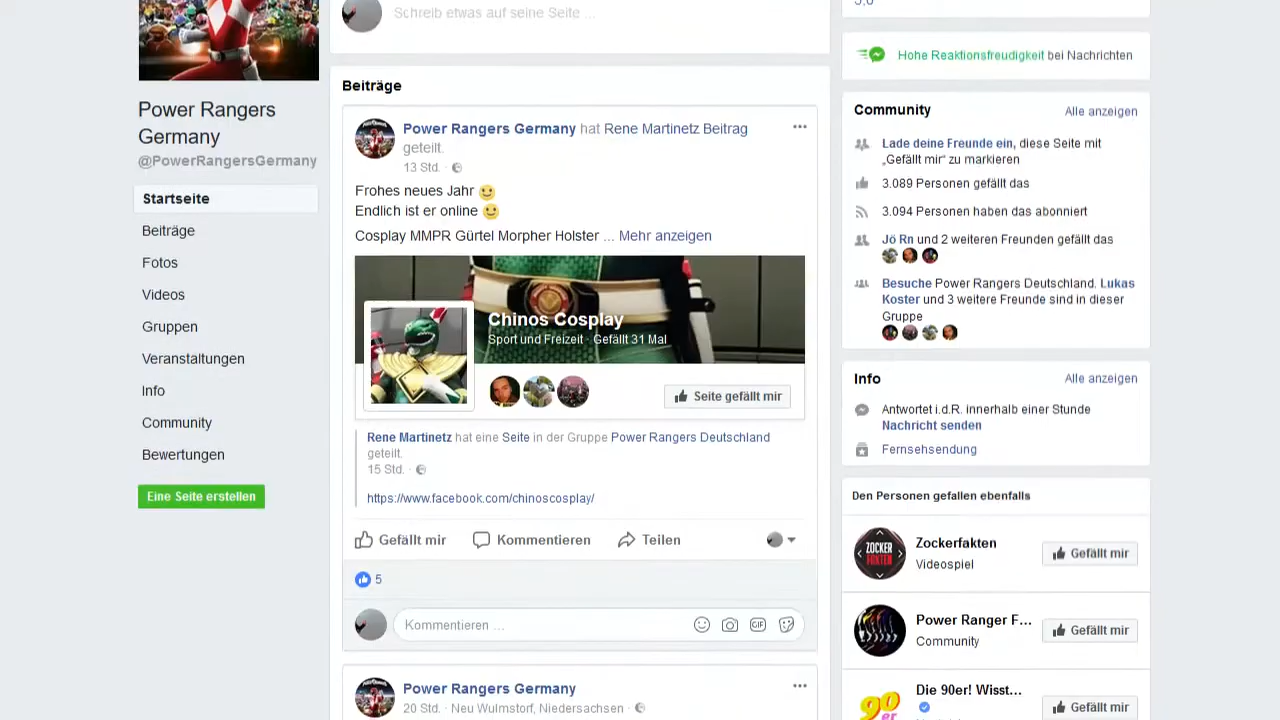 Schreib etwas auf seine Seite ...
Hohe Reaktionsfreudigkeit bei Nachrichten
Power Rangers
Germany
@PowerRangersGermany
Startseite
Beiträge
Fotos
Videos
Gruppen
Veranstaltungen
Info
Community
Bewertungen
Eine Seite erstellen
Beiträge
Power Rangers Germany hat Rene Martinetz Beitrag
geteilt.
13 Std.
Frohes neues Jahr
Endlich ist er online
Cosplay MMPR Gürtel Morpher Holster ... Mehr anzeigen
Chinos Cosplay
Sport und Freizeit · Gefällt 31 Mal
Seite gefällt mir
Rene Martinetz hat eine Seite in der Gruppe Power Rangers Deutschland
geteilt.
15 Std.
https://www.facebook.com/chinoscosplay/
Gefällt mir
Kommentieren
Teilen
5
Kommentieren ...
GIF
Power Rangers Germany
20 Std. · Neu Wulmstorf, Niedersachsen ·
Community
Alle anzeigen
Lade deine Freunde ein, diese Seite mit
„Gefällt mir“ zu markieren
3.089 Personen gefällt das
3.094 Personen haben das abonniert
Jö Rn und 2 weiteren Freunden gefällt das
Besuche Power Rangers Deutschland. Lukas
Koster und 3 weitere Freunde sind in dieser
Gruppe
Info
Alle anzeigen
Antwortet i.d.R. innerhalb einer Stunde
Nachricht senden
Fernsehsendung
Den Personen gefallen ebenfalls
ZOCKER
FAKTEN
Zockerfakten
Videospiel
Gefällt mir
Power Ranger F...
Community
Gefällt mir
90
er
Die 90er! Wisst...
Gefällt mir